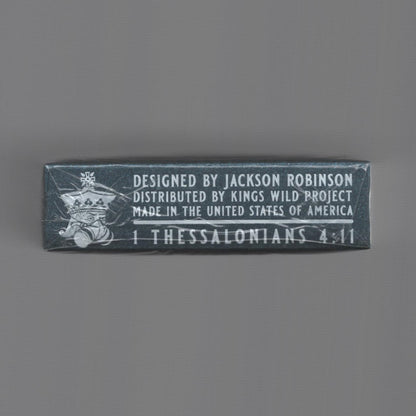 DESIGNED BY JACKSON ROBINSON
DISTRIBUTED BY KINGS WILD PROJECT
MADE IN THE UNITED STATES OF AMERICA
1 THESSALONIANS 4:11